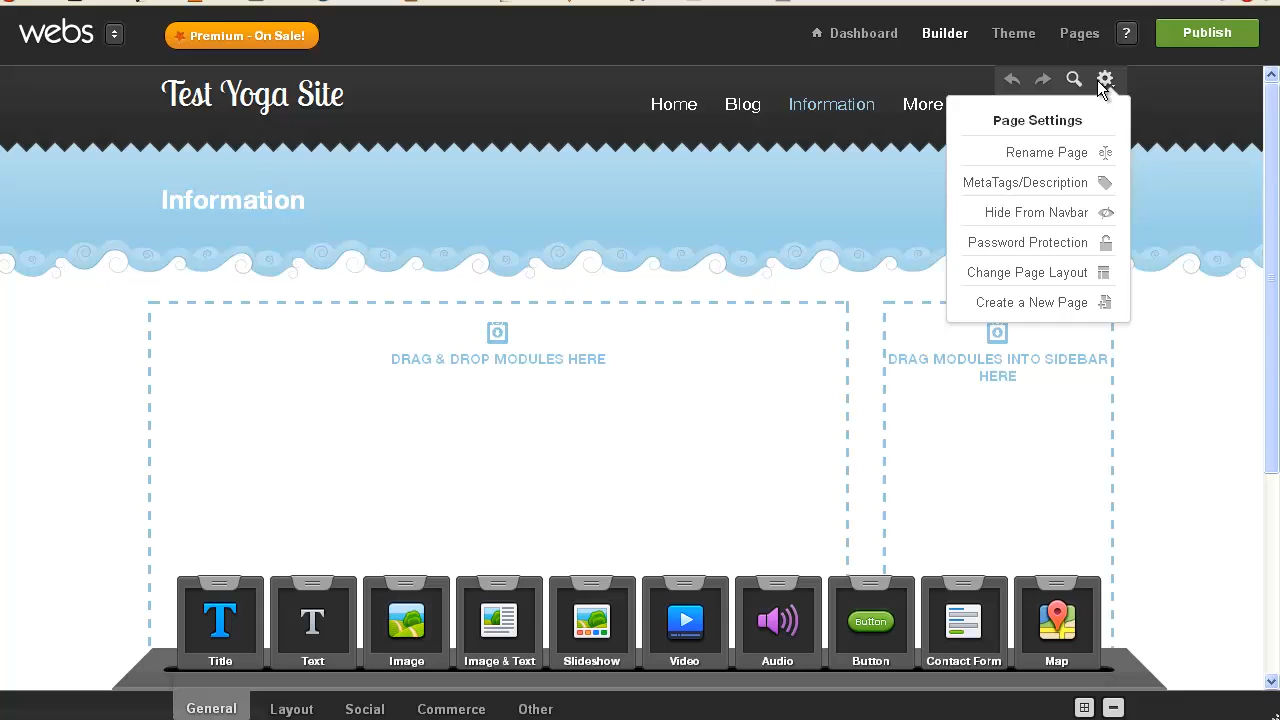 webs
Premium - On Sale!
Dashboard
Builder
Theme
Pages
?
Publish
Test Yoga Site
Home
Blog
Information
More
Page Settings
Rename Page
MetaTags/Description
Hide From Navbar
Password Protection
Change Page Layout
Create a New Page
Information
DRAG & DROP MODULES HERE
DRAG MODULES INTO SIDEBAR
HERE
Button
Title
Text
Image
Image & Text
Slideshow
Video
Audio
Button
Contact Form
Map
General
Layout
Social
Commerce
Other